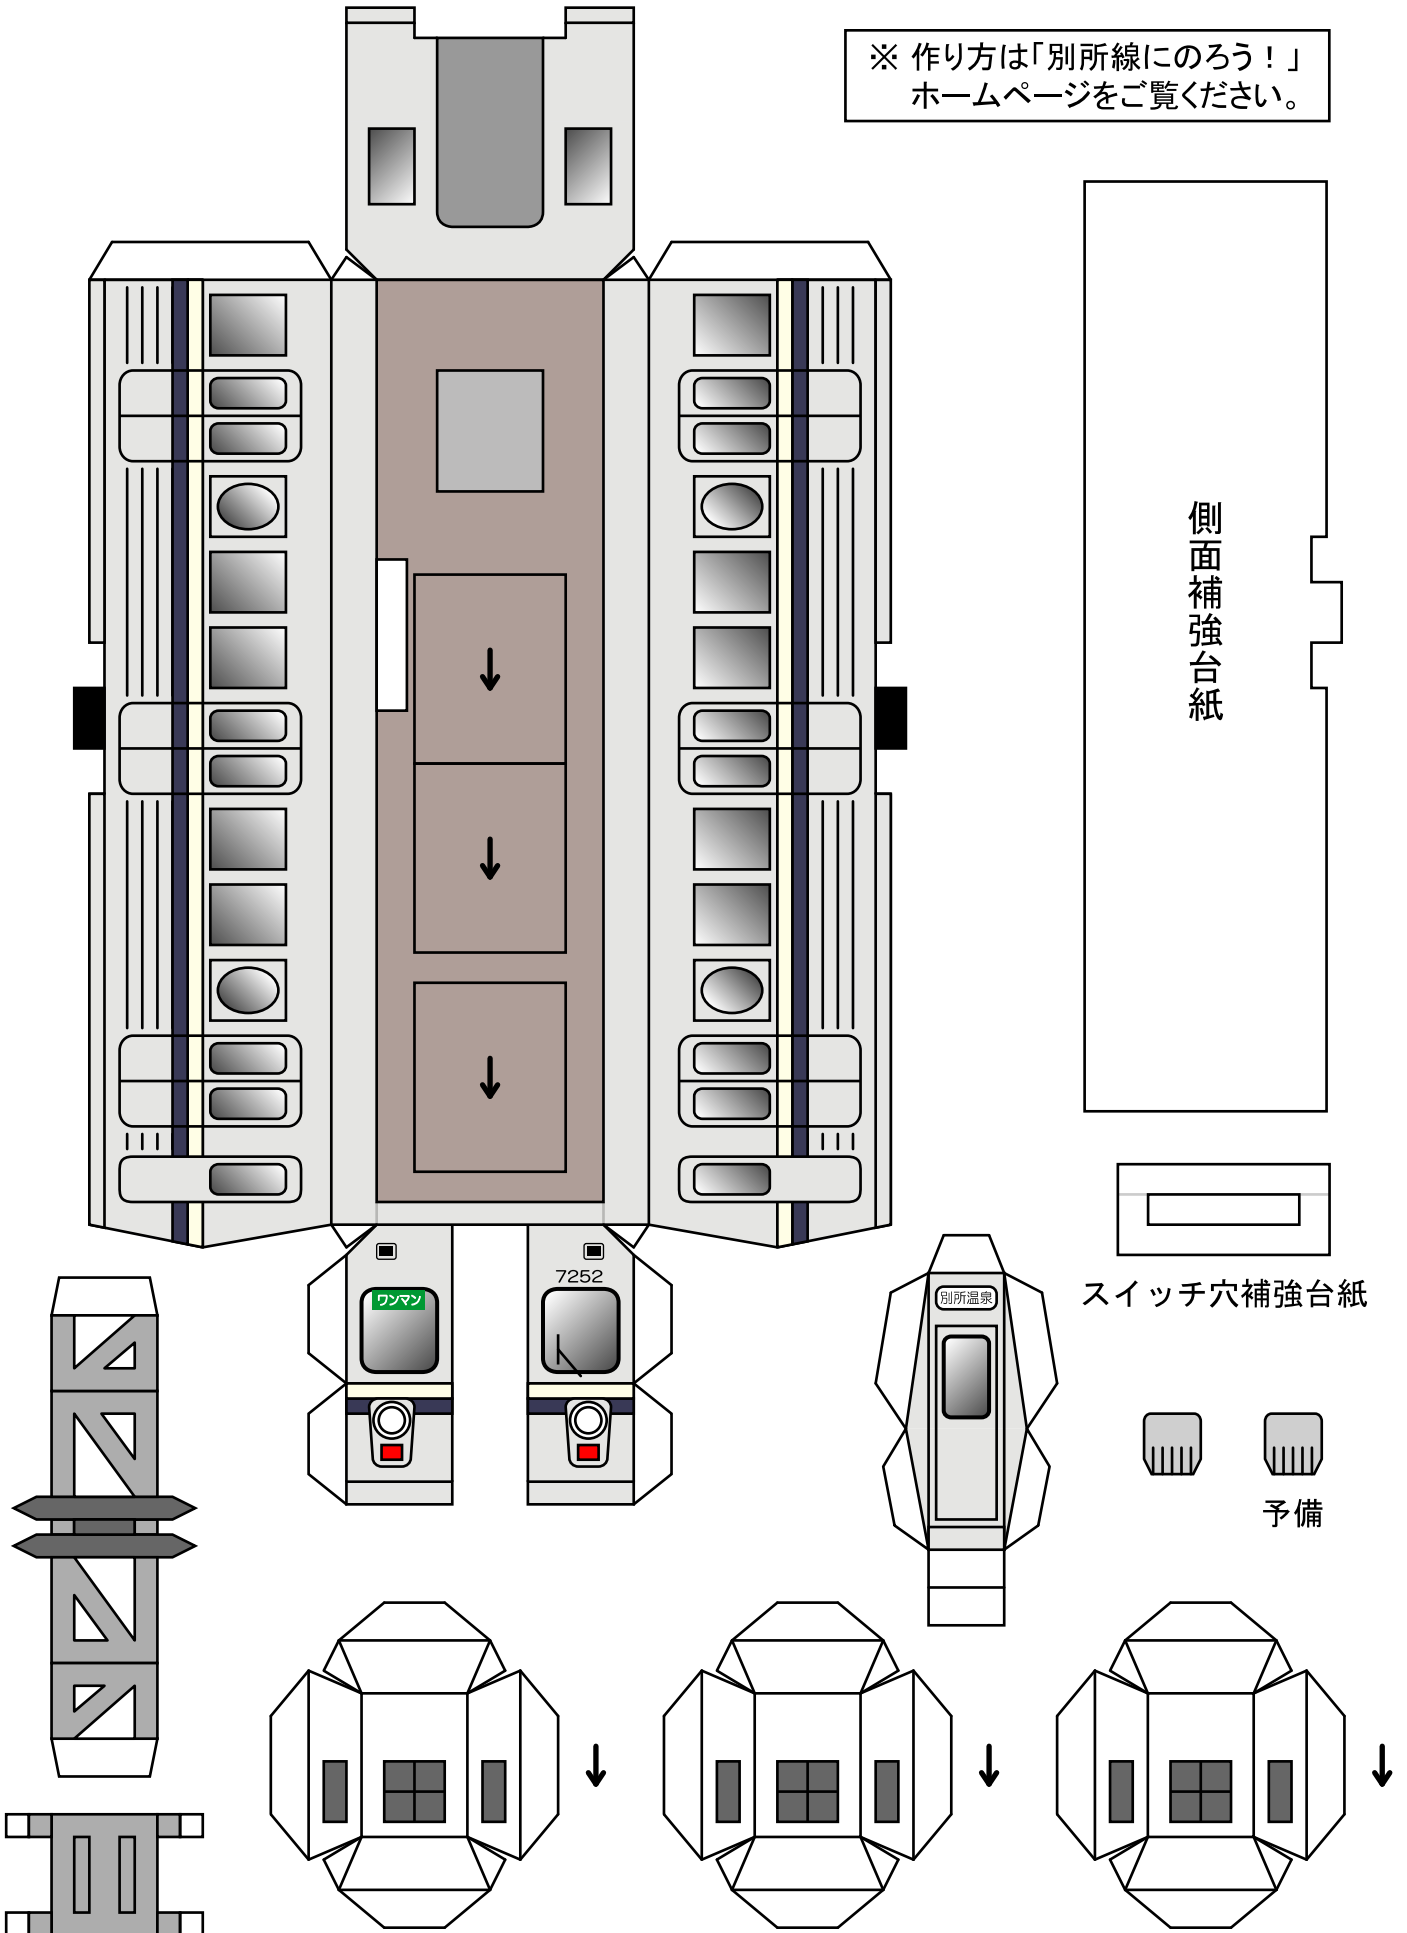 ※ 作り方は「別所線にのろう！」
ホームページをご覧ください。
側面補強台紙
7252
ワンマン
別所温泉
スイッチ穴補強台紙
予備